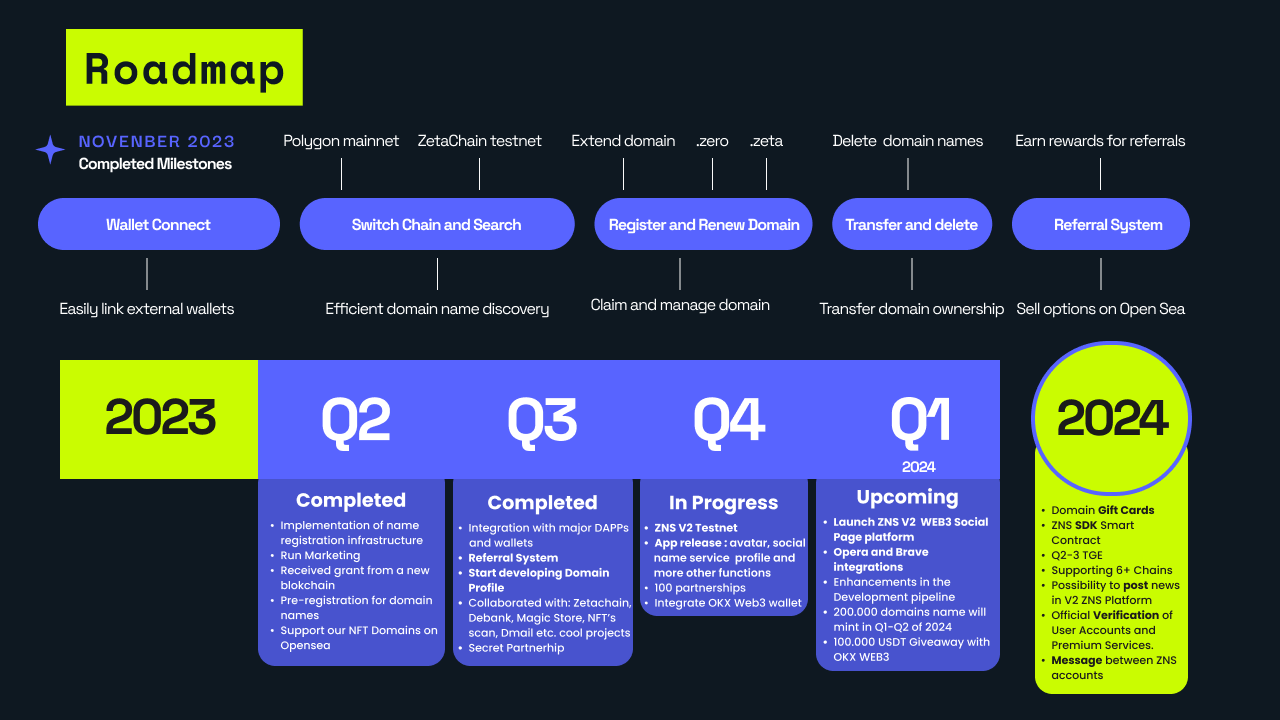 Roadmap
NOVENBER 2023
Completed Milestones
Polygon mainnet
ZetaChain testnet
Extend domain
.zero
.zeta
Delete domain names
Earn rewards for referrals
Wallet Connect
Switch Chain and Search
Register and Renew Domain
Transfer and delete
Referral System
Easily link external wallets
Efficient domain name discovery
Claim and manage domain
Transfer domain ownership
Sell options on Open Sea
2023
Q2
Q3
Q4
Q1
2024
2024
Completed
• Implementation of name
registration infrastructure
• Run Marketing
• Received grant from a new
blokchain
• Pre-registration for domain
names
• Support our NFT Domains on
Opensea
Completed
• Integration with major DAPPs
and wallets
• Referral System
• Start developing Domain
Profile
• Collaborated with: Zetachain,
Debank, Magic Store, NFT's
scan, Dmail etc. cool projects
• Secret Partnerhip
In Progress
• ZNS V2 Testnet
• App release : avatar, social
name service profile and
more other functions
• 100 partnerships
• Integrate OKX Web3 wallet
Upcoming
• Launch ZNS V2 WEB3 Social
Page platform
• Opera and Brave
integrations
• Enhancements in the
Development pipeline
• 200.000 domains name will
mint in Q1-Q2 of 2024
• 100.000 USDT Giveaway with
OKX WEB3
• Domain Gift Cards
• ZNS SDK Smart
Contract
• Q2-3 TGE
• Supporting 6+ Chains
• Possibility to post news
in V2 ZNS Platform
• Official Verification of
User Accounts and
Premium Services.
• Message between ZNS
accounts